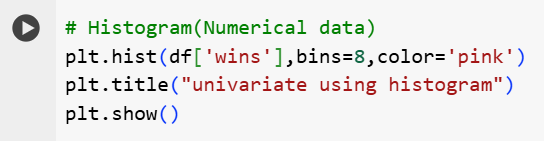 # Histogram(Numerical data)
plt.hist(df['wins'],bins=8,color='pink')
plt.title("univariate using histogram")
plt.show()